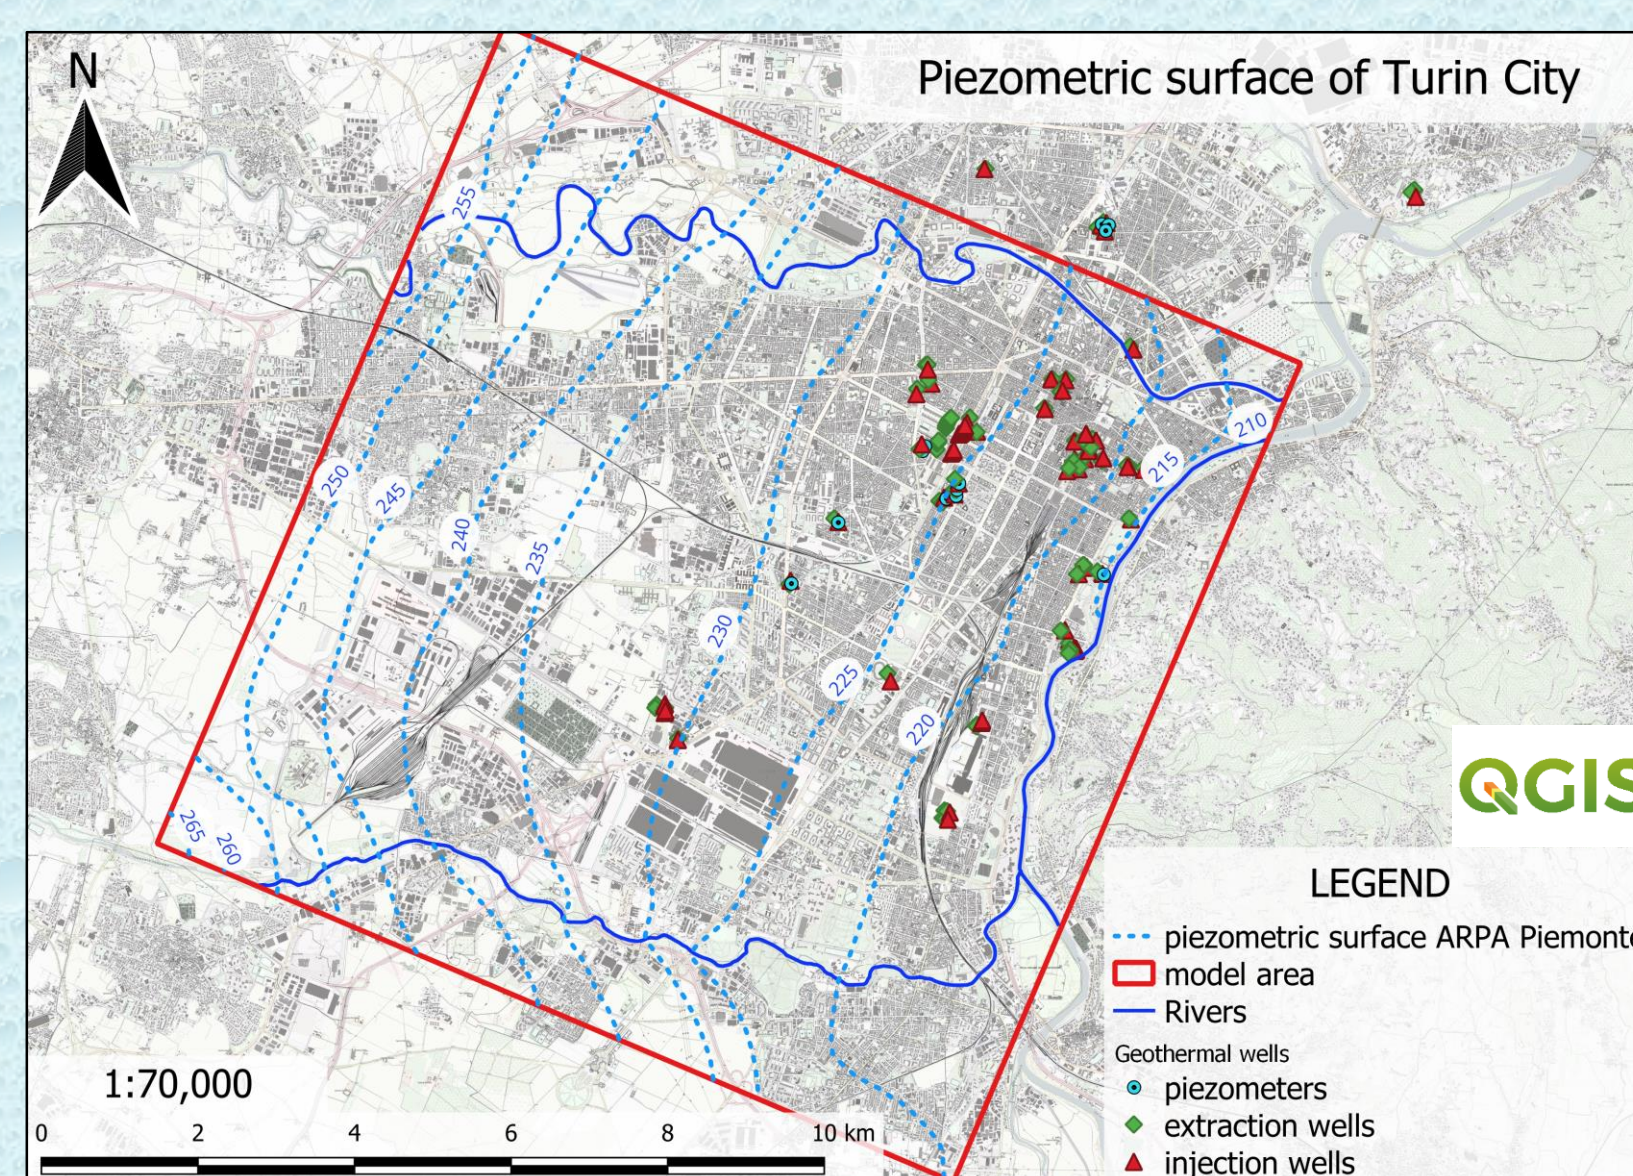 N
Piezometric surface of Turin City
255
250
245
240
235
230
225
220
215
210
265
260
QGIS
LEGEND
piezometric surface ARPA Piemonte
model area
Rivers
Geothermal wells
piezometers
extraction wells
injection wells
1:70,000
0 2 4 6 8 10 km